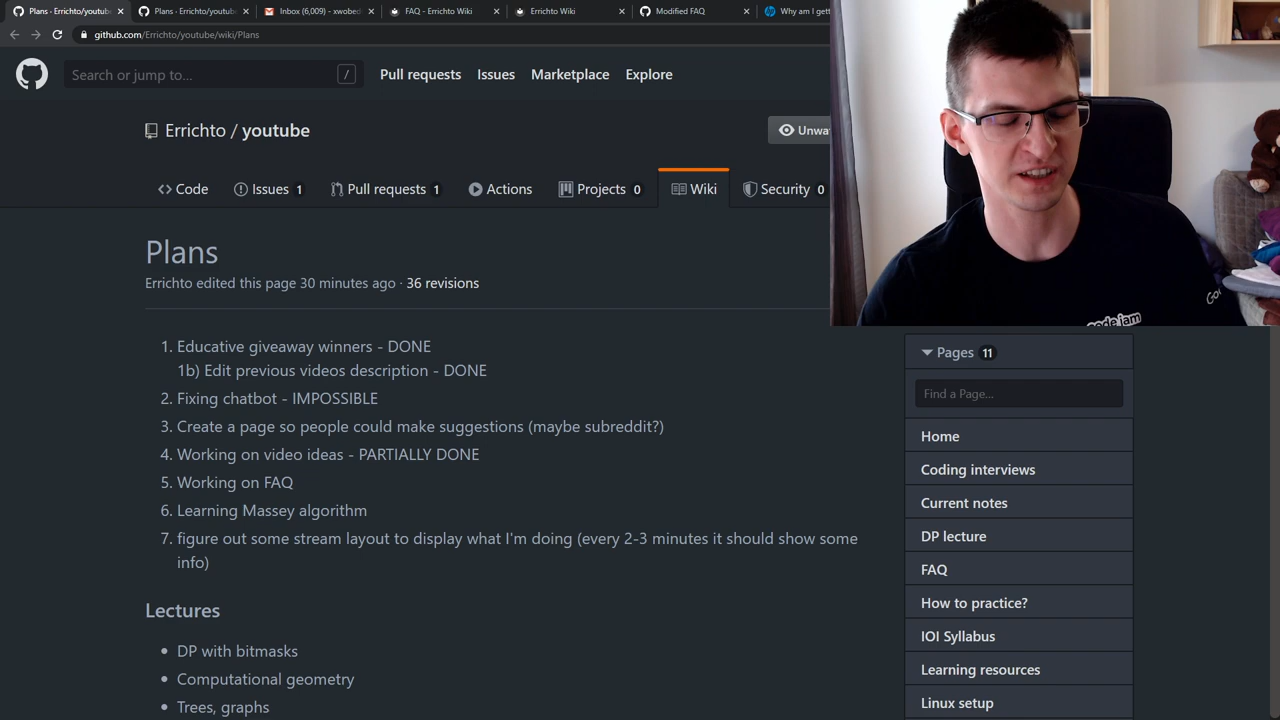 Plans - Errichto/youtube
Plans - Errichto/youtube
Inbox (6,009) - xwobed
FAQ - Errichto Wiki
Errichto Wiki
Modified FAQ
Why am I gett
github.com/Errichto/youtube/wiki/Plans
Search or jump to...
/
Pull requests
Issues
Marketplace
Explore
Errichto / youtube
Unwa
Code
Issues 1
Pull requests 1
Actions
Projects 0
Wiki
Security 0
Plans
Errichto edited this page 30 minutes ago · 36 revisions
1. Educative giveaway winners - DONE
1b) Edit previous videos description - DONE
2. Fixing chatbot - IMPOSSIBLE
3. Create a page so people could make suggestions (maybe subreddit?)
4. Working on video ideas - PARTIALLY DONE
5. Working on FAQ
6. Learning Massey algorithm
7. figure out some stream layout to display what I'm doing (every 2-3 minutes it should show some
info)
Lectures
• DP with bitmasks
• Computational geometry
• Trees, graphs
Pages 11
Find a Page...
Home
Coding interviews
Current notes
DP lecture
FAQ
How to practice?
IOI Syllabus
Learning resources
Linux setup
code jam